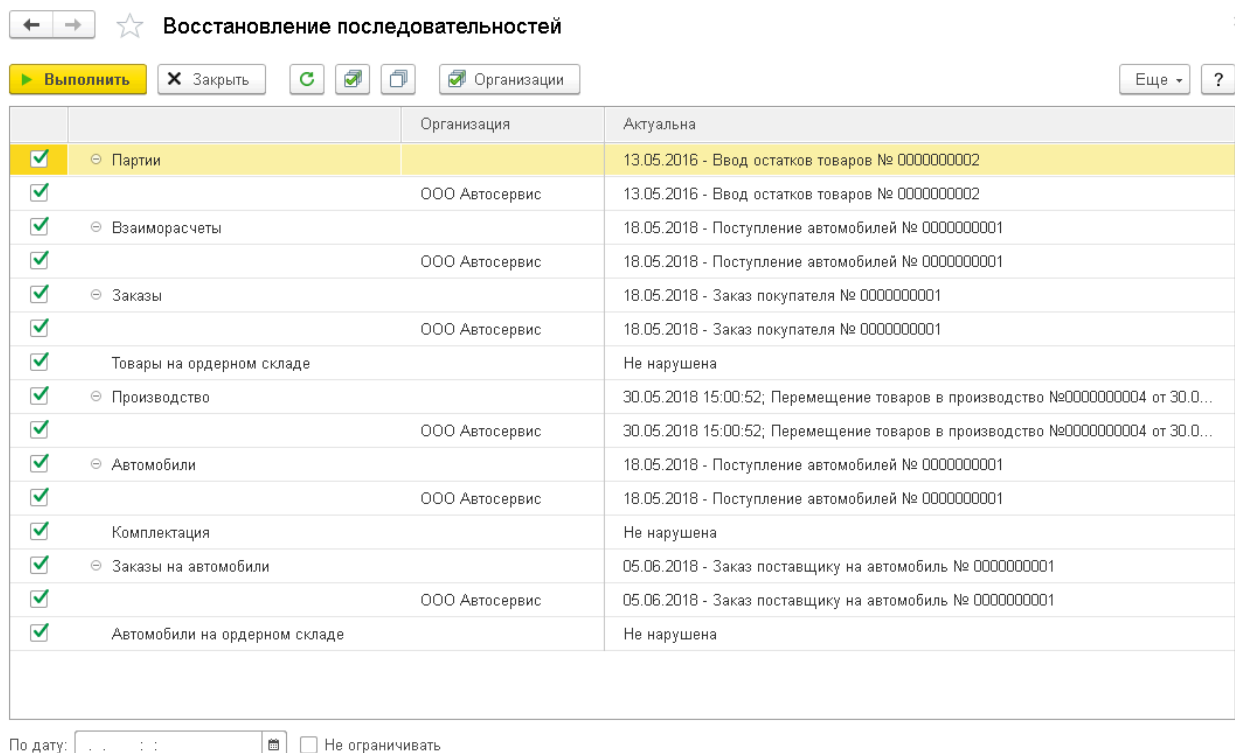 Восстановление последовательностей
Выполнить Закрыть Организации Еще ?
Организация Актуальна
Партии 13.05.2016 - Ввод остатков товаров № 0000000002
ООО Автосервис 13.05.2016 - Ввод остатков товаров № 0000000002
Взаиморасчеты 18.05.2018 - Поступление автомобилей № 0000000001
ООО Автосервис 18.05.2018 - Поступление автомобилей № 0000000001
Заказы 18.05.2018 - Заказ покупателя № 0000000001
ООО Автосервис 18.05.2018 - Заказ покупателя № 0000000001
Товары на ордерном складе Не нарушена
Производство 30.05.2018 15:00:52; Перемещение товаров в производство №0000000004 от 30.0...
ООО Автосервис 30.05.2018 15:00:52; Перемещение товаров в производство №0000000004 от 30.0...
Автомобили 18.05.2018 - Поступление автомобилей № 0000000001
ООО Автосервис 18.05.2018 - Поступление автомобилей № 0000000001
Комплектация Не нарушена
Заказы на автомобили 05.06.2018 - Заказ поставщику на автомобиль № 0000000001
ООО Автосервис 05.06.2018 - Заказ поставщику на автомобиль № 0000000001
Автомобили на ордерном складе Не нарушена
По дату: . . : : Не ограничивать